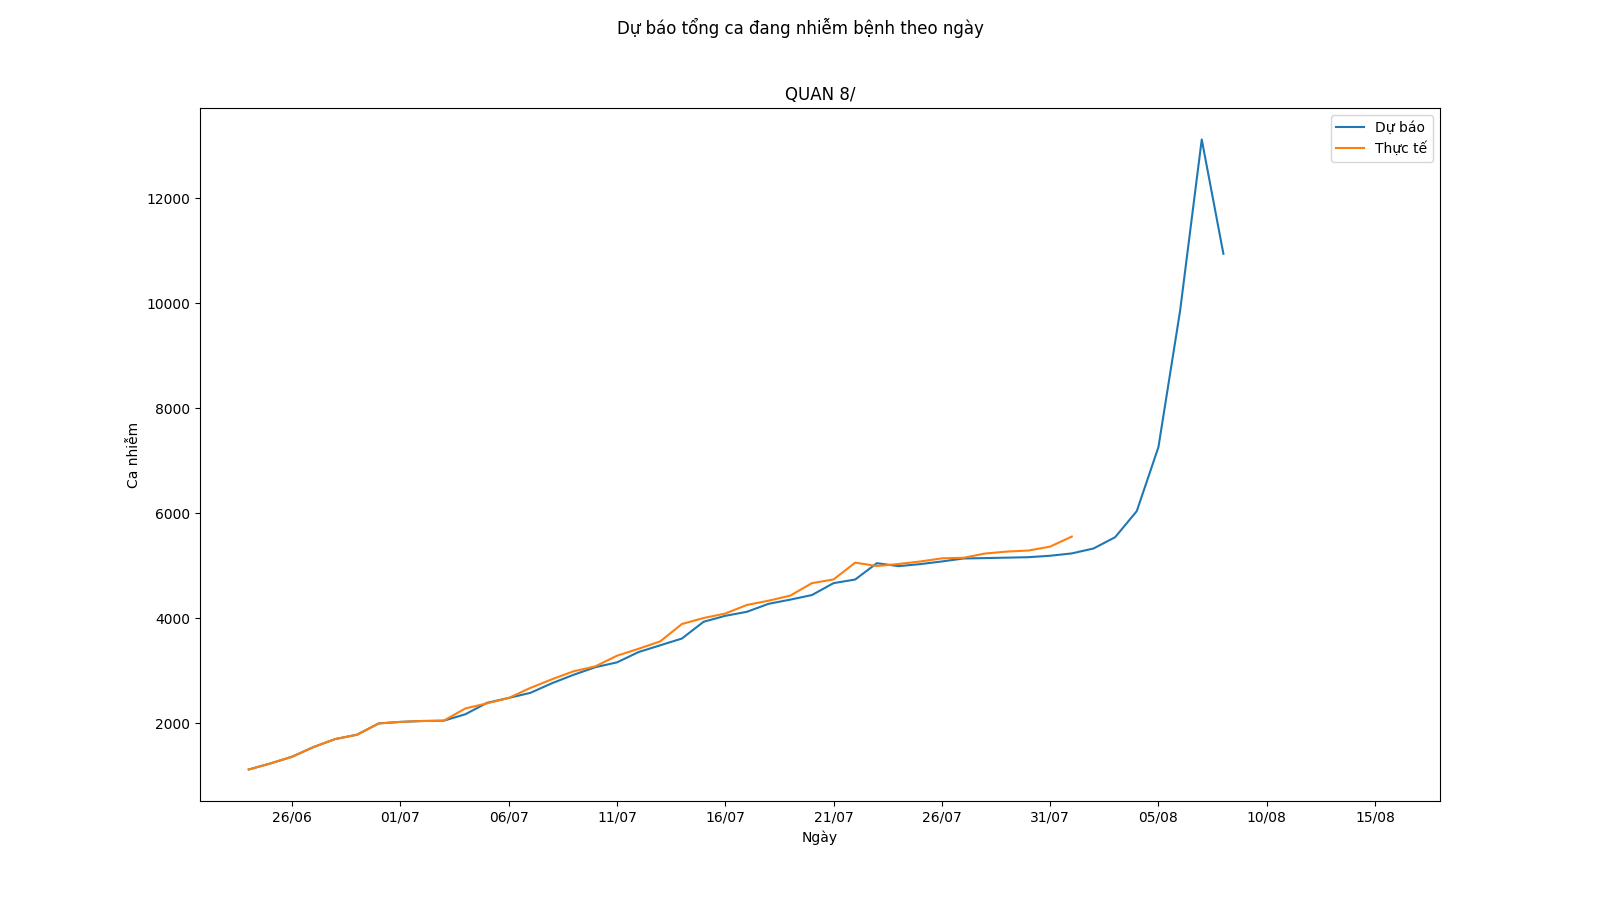 Dự báo tổng ca đang nhiễm bệnh theo ngày
QUAN 8/
Dự báo
Thực tế
12000
10000
8000
6000
4000
2000
Ca nhiễm
26/06 01/07 06/07 11/07 16/07 21/07 26/07 31/07 05/08 10/08 15/08
Ngày